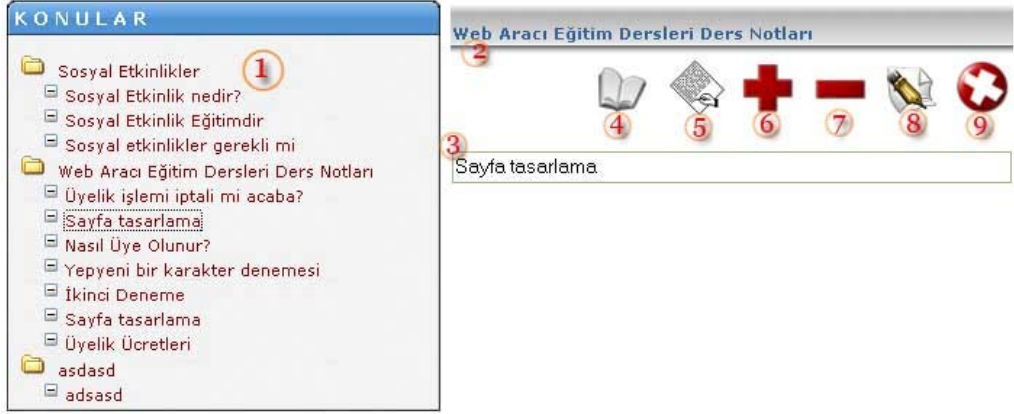 KONULAR
Sosyal Etkinlikler
1
Sosyal Etkinlik nedir?
Sosyal Etkinlik Eğitimdir
Sosyal etkinlikler gerekli mi
Web Aracı Eğitim Dersleri Ders Notları
Üyelik işlemi iptali mi acaba?
Sayfa tasarlama
Nasıl Üye Olunur?
Yepyeni bir karakter denemesi
İkinci Deneme
Sayfa tasarlama
Üyelik Ücretleri
asdasd
adsasd
Web Aracı Eğitim Dersleri Ders Notları
2
4 5 6 7 8 9
3
Sayfa tasarlama